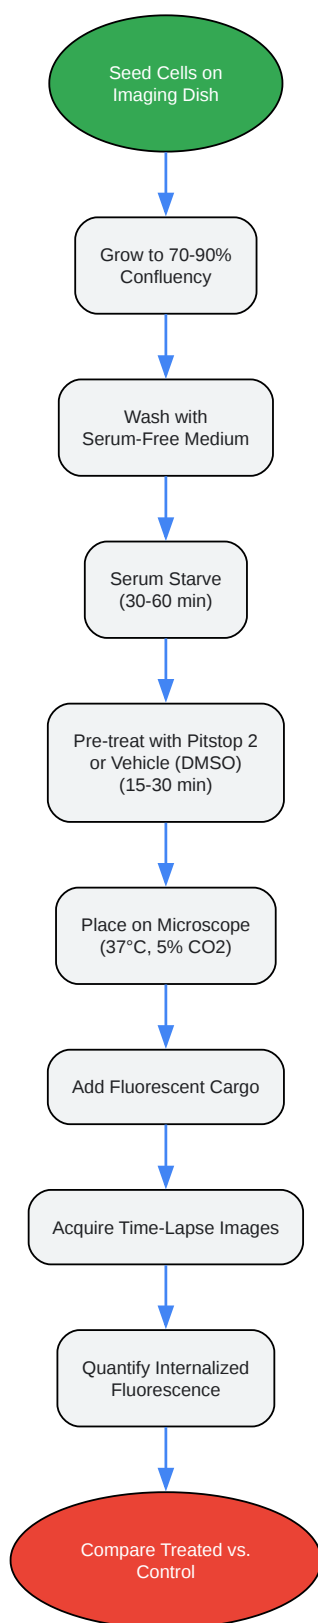 Seed Cells on
Imaging Dish
Grow to 70-90%
Confluency
Wash with
Serum-Free Medium
Serum Starve
(30-60 min)
Pre-treat with Pitstop 2
or Vehicle (DMSO)
(15-30 min)
Place on Microscope
(37°C, 5% CO2)
Add Fluorescent Cargo
Acquire Time-Lapse Images
Quantify Internalized
Fluorescence
Compare Treated vs.
Control